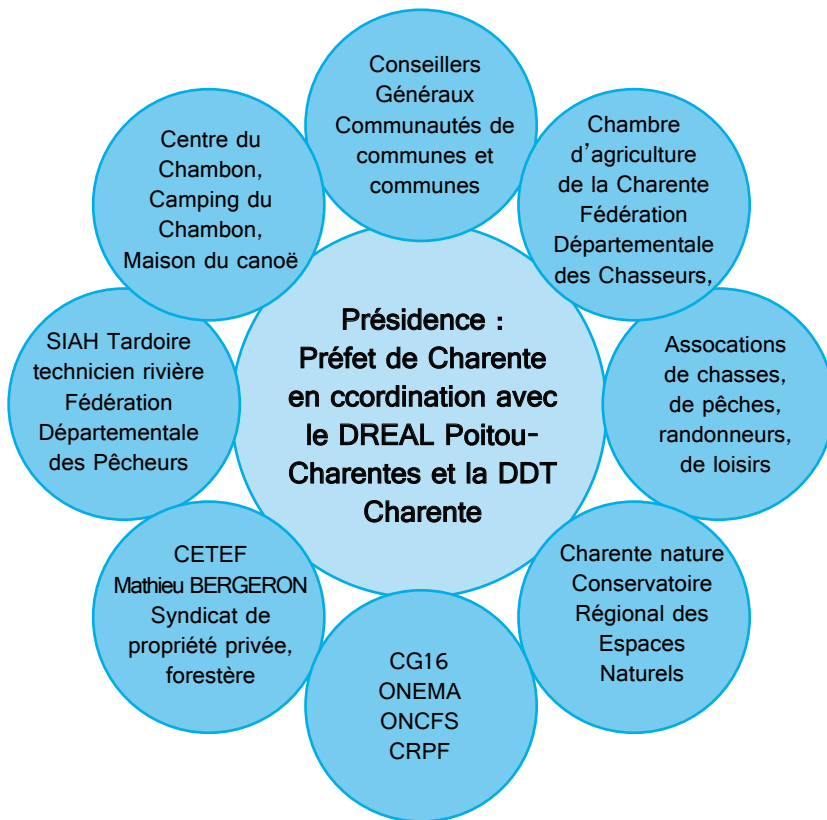 Conseillers
Généraux
Communautés de
communes et
communes
Chambre
d'agriculture
de la Charente
Fédération
Départementale
des Chasseurs,
Assocations
de chasses,
de pêches,
randonneurs,
de loisirs
Charente nature
Conservatoire
Régional des
Espaces
Naturels
CG16
ONEMA
ONCFS
CRPF
CETEF
Mathieu BERGERON
Syndicat de
propriété privée,
forestère
SIAH Tardoire
technicien rivière
Fédération
Départementale
des Pêcheurs
Centre du
Chambon,
Camping du
Chambon,
Maison du canoë
Présidence :
Préfet de Charente
en ccordination avec
le DREAL Poitou-
Charentes et la DDT
Charente